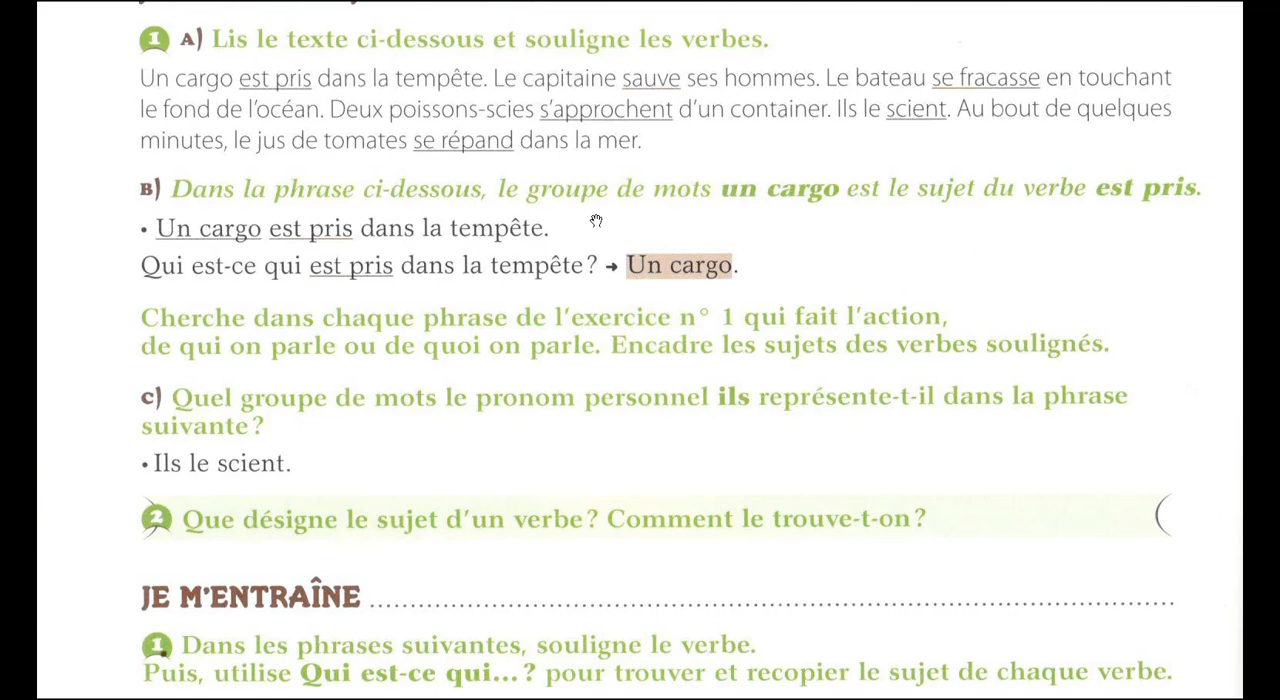 1 A) Lis le texte ci-dessous et souligne les verbes.
Un cargo est pris dans la tempête. Le capitaine sauve ses hommes. Le bateau se fracasse en touchant
le fond de l'océan. Deux poissons-scies s'approchent d'un container. Ils le scient. Au bout de quelques
minutes, le jus de tomates se répand dans la mer.
B) Dans la phrase ci-dessous, le groupe de mots un cargo est le sujet du verbe est pris.
• Un cargo est pris dans la tempête.
Qui est-ce qui est pris dans la tempête? → Un cargo.
Cherche dans chaque phrase de l'exercice n° 1 qui fait l'action,
de qui on parle ou de quoi on parle. Encadre les sujets des verbes soulignés.
C) Quel groupe de mots le pronom personnel ils représente-t-il dans la phrase
suivante?
• Ils le scient.
2 Que désigne le sujet d'un verbe? Comment le trouve-t-on?
JE M'ENTRAÎNE
1 Dans les phrases suivantes, souligne le verbe.
Puis, utilise Qui est-ce qui...? pour trouver et recopier le sujet de chaque verbe.